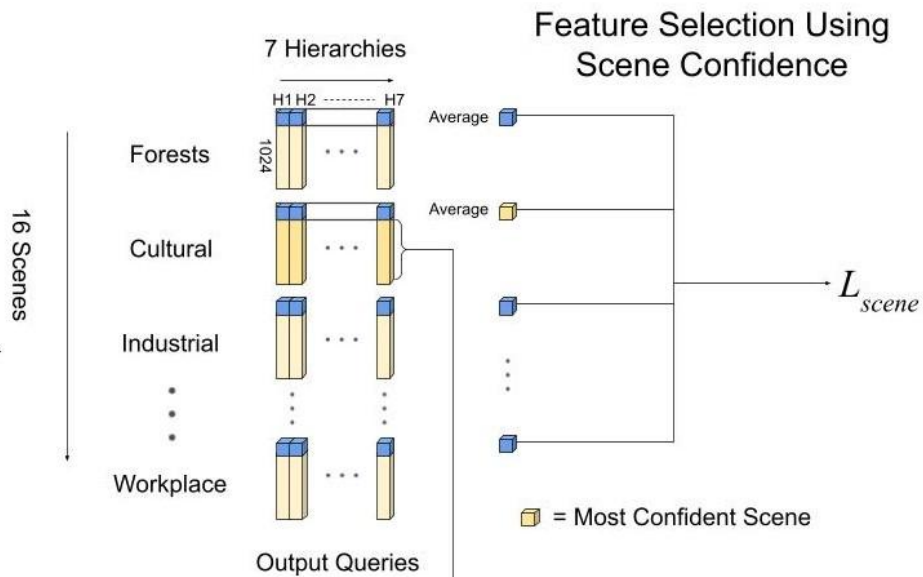 Feature Selection Using
Scene Confidence
7 Hierarchies
H1 H2 H7
1024
16 Scenes
Forests
Average
Cultural
Average
Industrial
Workplace
L scene
= Most Confident Scene
Output Queries